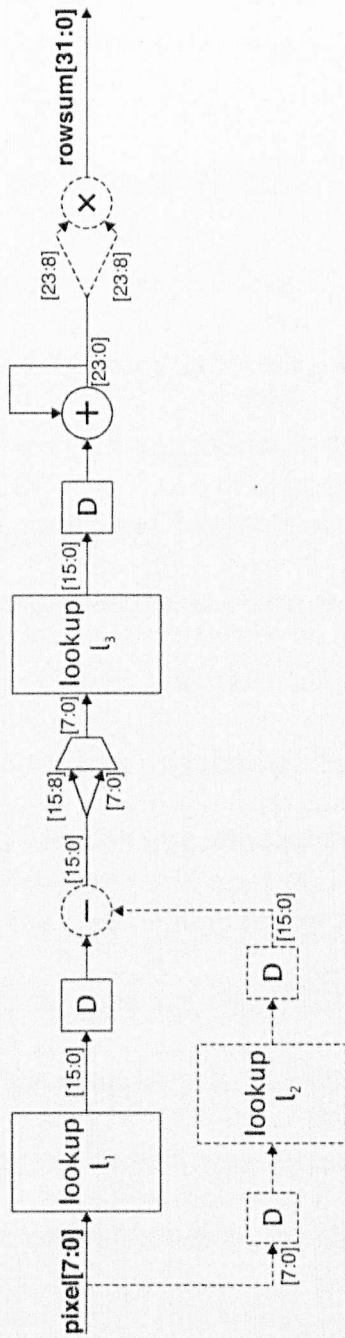 pixel[7:0]
lookup
l₁
[15:0]
D
−
[15:0]
[15:8]
[7:0]
[7:0]
lookup
l₃
[15:0]
D
+
[23:0]
[23:8]
[23:8]
×
rowsum[31:0]
[7:0]
D
lookup
l₂
D
[15:0]